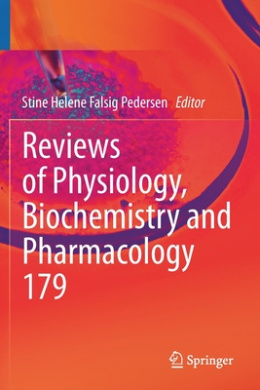 Stine Helene Falsig Pedersen Editor
Reviews
of Physiology,
Biochemistry and
Pharmacology
179
Springer